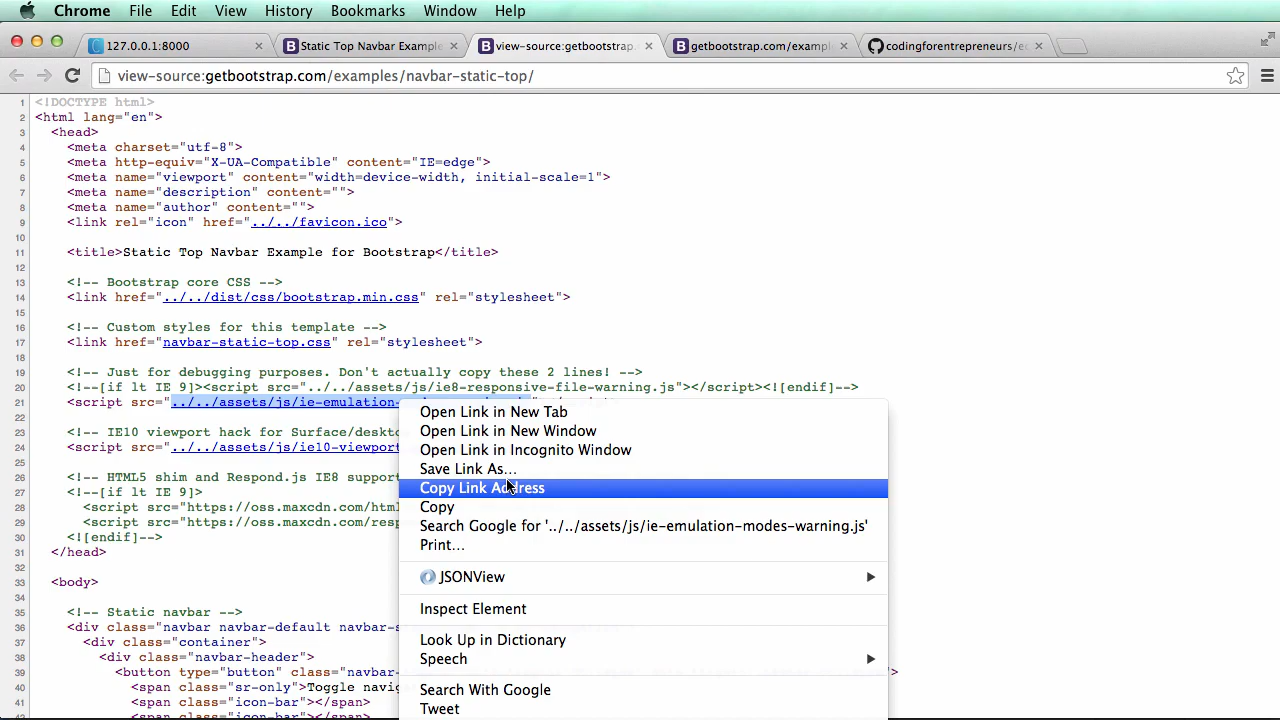 Chrome File Edit View History Bookmarks Window Help
127.0.0.1:8000
Static Top Navbar Example
view-source:getbootstrap.
getbootstrap.com/example
codingforentrepreneurs/e
view-source:getbootstrap.com/examples/navbar-static-top/
1 <!DOCTYPE html>
2 <html lang="en">
3 <head>
4 <meta charset="utf-8">
5 <meta http-equiv="X-UA-Compatible" content="IE=edge">
6 <meta name="viewport" content="width=device-width, initial-scale=1">
7 <meta name="description" content="">
8 <meta name="author" content="">
9 <link rel="icon" href="../../favicon.ico">
10
11 <title>Static Top Navbar Example for Bootstrap</title>
12
13 <!-- Bootstrap core CSS -->
14 <link href="../../dist/css/bootstrap.min.css" rel="stylesheet">
15
16 <!-- Custom styles for this template -->
17 <link href="navbar-static-top.css" rel="stylesheet">
18
19 <!-- Just for debugging purposes. Don't actually copy these 2 lines! -->
20 <!--[if lt IE 9]><script src="../../assets/js/ie8-responsive-file-warning.js"></script><![endif]-->
21 <script src="../../assets/js/ie-emulation-
22
23 <!-- IE10 viewport hack for Surface/deskto
24 <script src="../../assets/js/ie10-viewport
25
26 <!-- HTML5 shim and Respond.js IE8 support
27 <!--[if lt IE 9]>
28 <script src="https://oss.maxcdn.com/html
29 <script src="https://oss.maxcdn.com/resp
30 <![endif]-->
31 </head>
32
33 <body>
34
35 <!-- Static navbar -->
36 <div class="navbar navbar-default navbar-s
37 <div class="container">
38 <div class="navbar-header">
39 <button type="button" class="navbar- >
40 <span class="sr-only">Toggle navig
41 <span class="icon-bar"></span>
42 <span class="icon-bar"></span>
Open Link in New Tab
Open Link in New Window
Open Link in Incognito Window
Save Link As...
Copy Link Address
Copy
Search Google for '../../assets/js/ie-emulation-modes-warning.js'
Print...
JSONView
Inspect Element
Look Up in Dictionary
Speech
Search With Google
Tweet